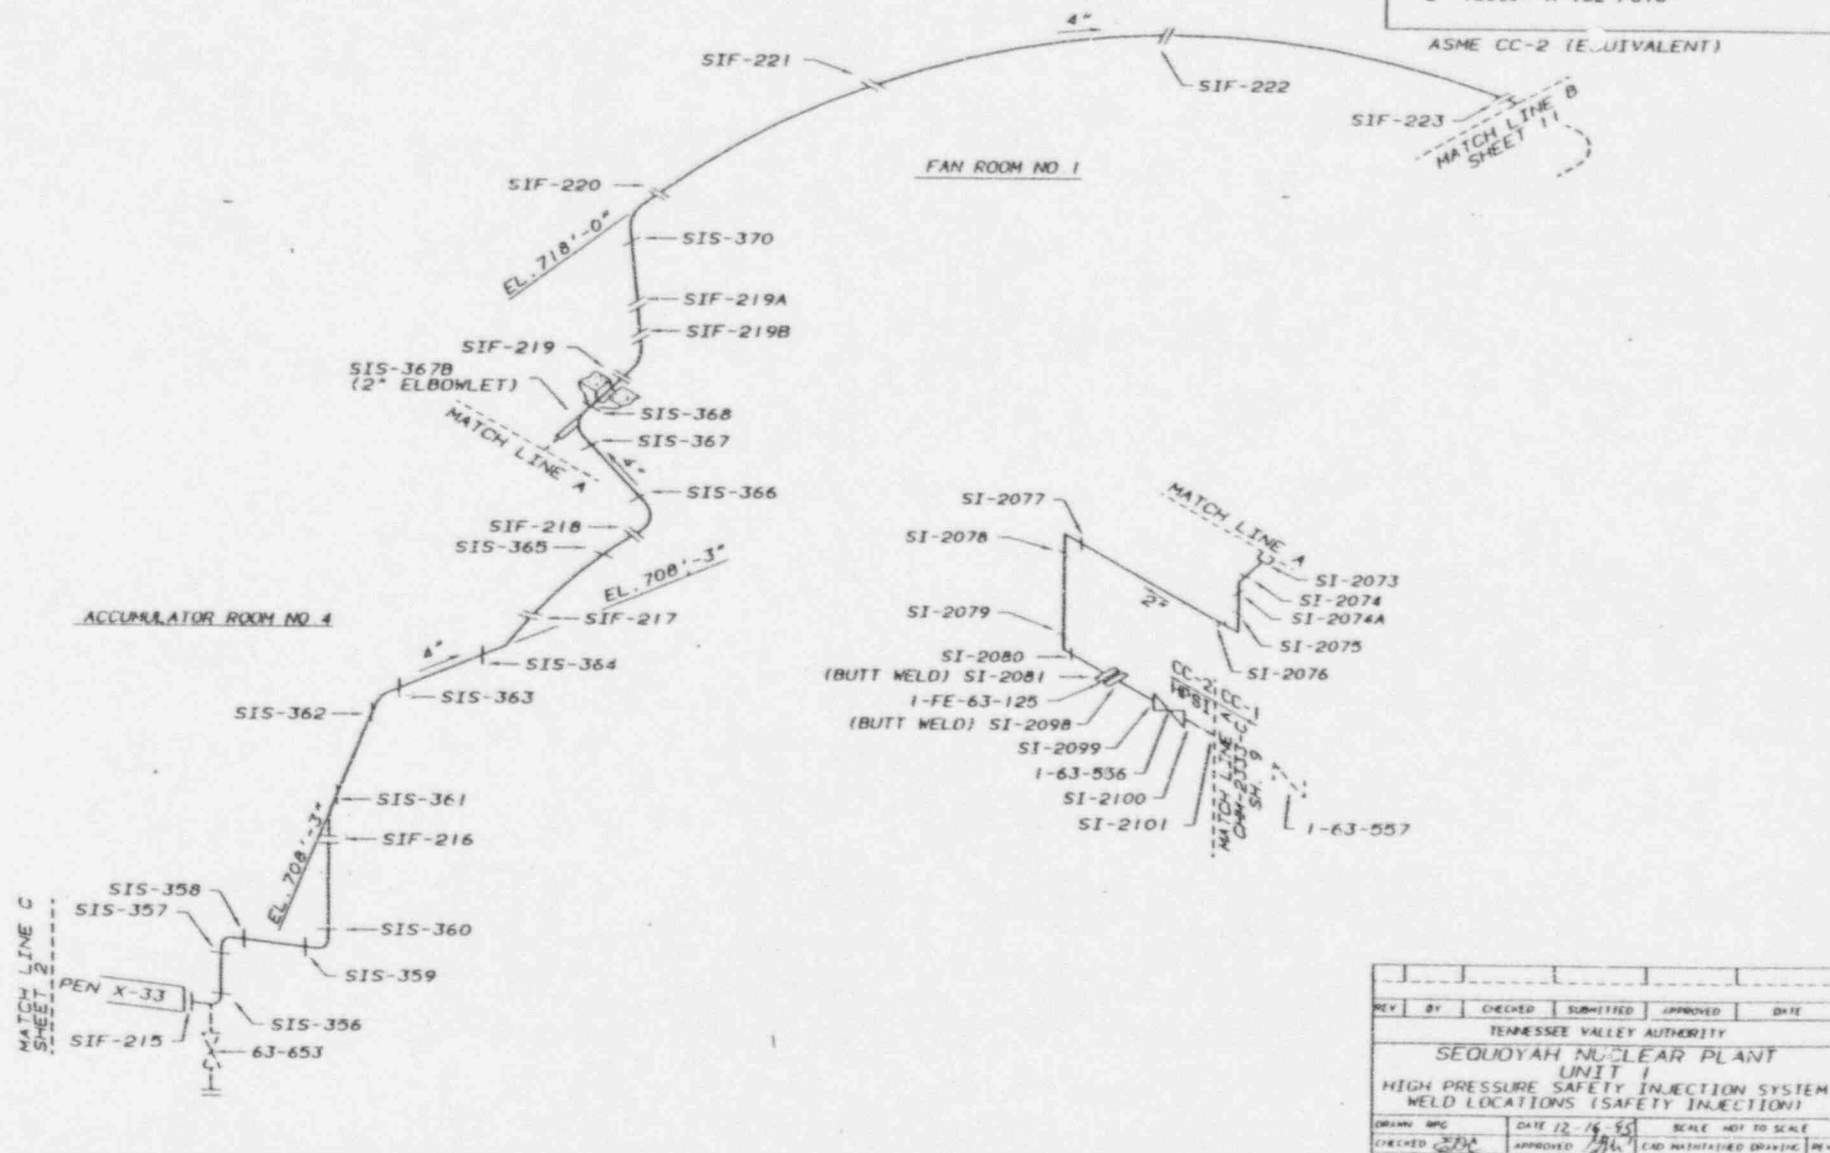 ASME CC-2 (E UIVALENT)
4"
SIF-221
SIF-222
SIF-223
MATCH LINE B
SHEET 11
FAN ROOM NO 1
SIF-220
EL. 718'-0"
SIS-370
SIF-219A
SIF-219B
SIF-219
SIS-367B
(2" ELBOWLET)
SIS-368
MATCH LINE A
SIS-367
4"
SIS-366
SIF-218
SIS-365
EL. 708'-3"
ACCUMULATOR ROOM NO 4
SIF-217
4"
SIS-364
SIS-363
SIS-362
SIS-361
SIF-216
EL. 708'-3"
SIS-358
SIS-357
SIS-360
SIS-359
MATCH LINE C
SHEET 2
PEN X-33
SIS-356
SIF-215
63-653
SI-2077
MATCH LINE A
SI-2078
SI-2073
SI-2074
2"
SI-2074A
SI-2079
SI-2075
SI-2080
SI-2076
(BUTT WELD) SI-2081
1-FE-63-125
(BUTT WELD) SI-2098
CC-2 CC-1
SI-2099
1-63-536
SI-2100
SI-2101
MATCH LINE A
CHM-2333-C
SH. 9
1-63-557
REV BY CHECKED SUBMITTED APPROVED DATE
TENNESSEE VALLEY AUTHORITY
SEQUOYAH NUCLEAR PLANT
UNIT 1
HIGH PRESSURE SAFETY INJECTION SYSTEM
WELD LOCATIONS (SAFETY INJECTION)
DRAWN DATE 12-16-95 SCALE NOT TO SCALE
CHECKED APPROVED CAD MAINTAINED DRAWING REV